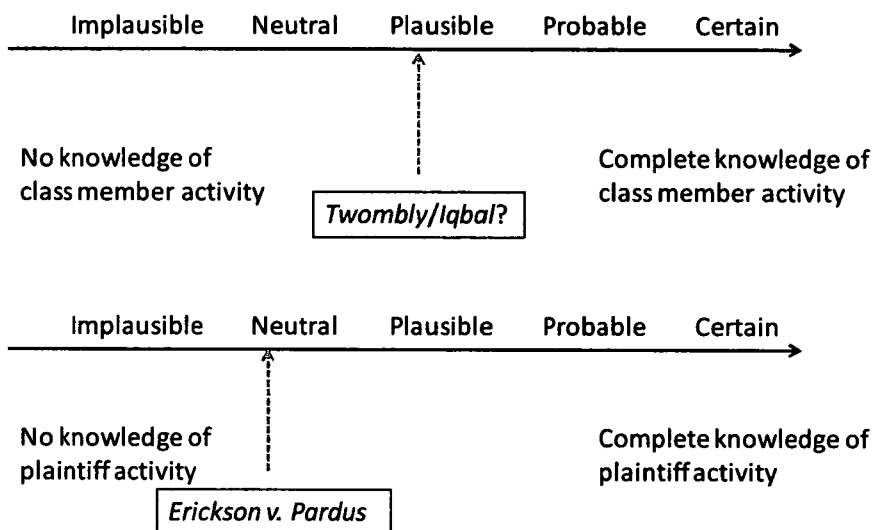 Implausible Neutral Plausible Probable Certain
No knowledge of
class member activity
Complete knowledge of
class member activity
Twombly/Iqbal?
Implausible Neutral Plausible Probable Certain
No knowledge of
plaintiff activity
Complete knowledge of
plaintiff activity
Erickson v. Pardus